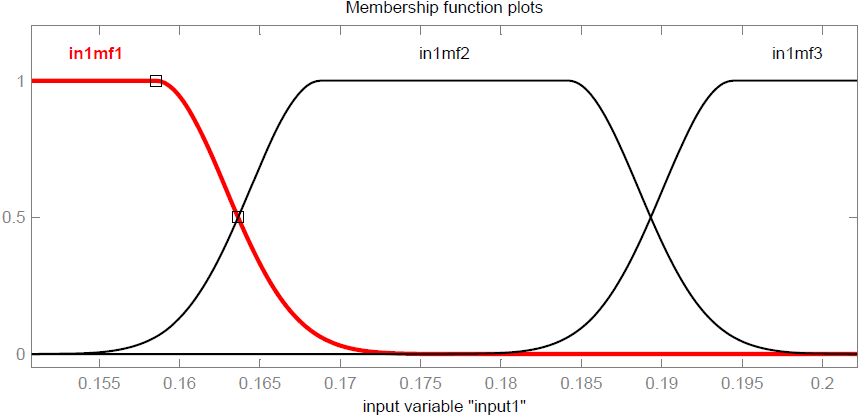 Membership function plots
in1mf1 in1mf2 in1mf3
1
0.5
0
0.155 0.16 0.165 0.17 0.175 0.18 0.185 0.19 0.195 0.2
input variable "input1"